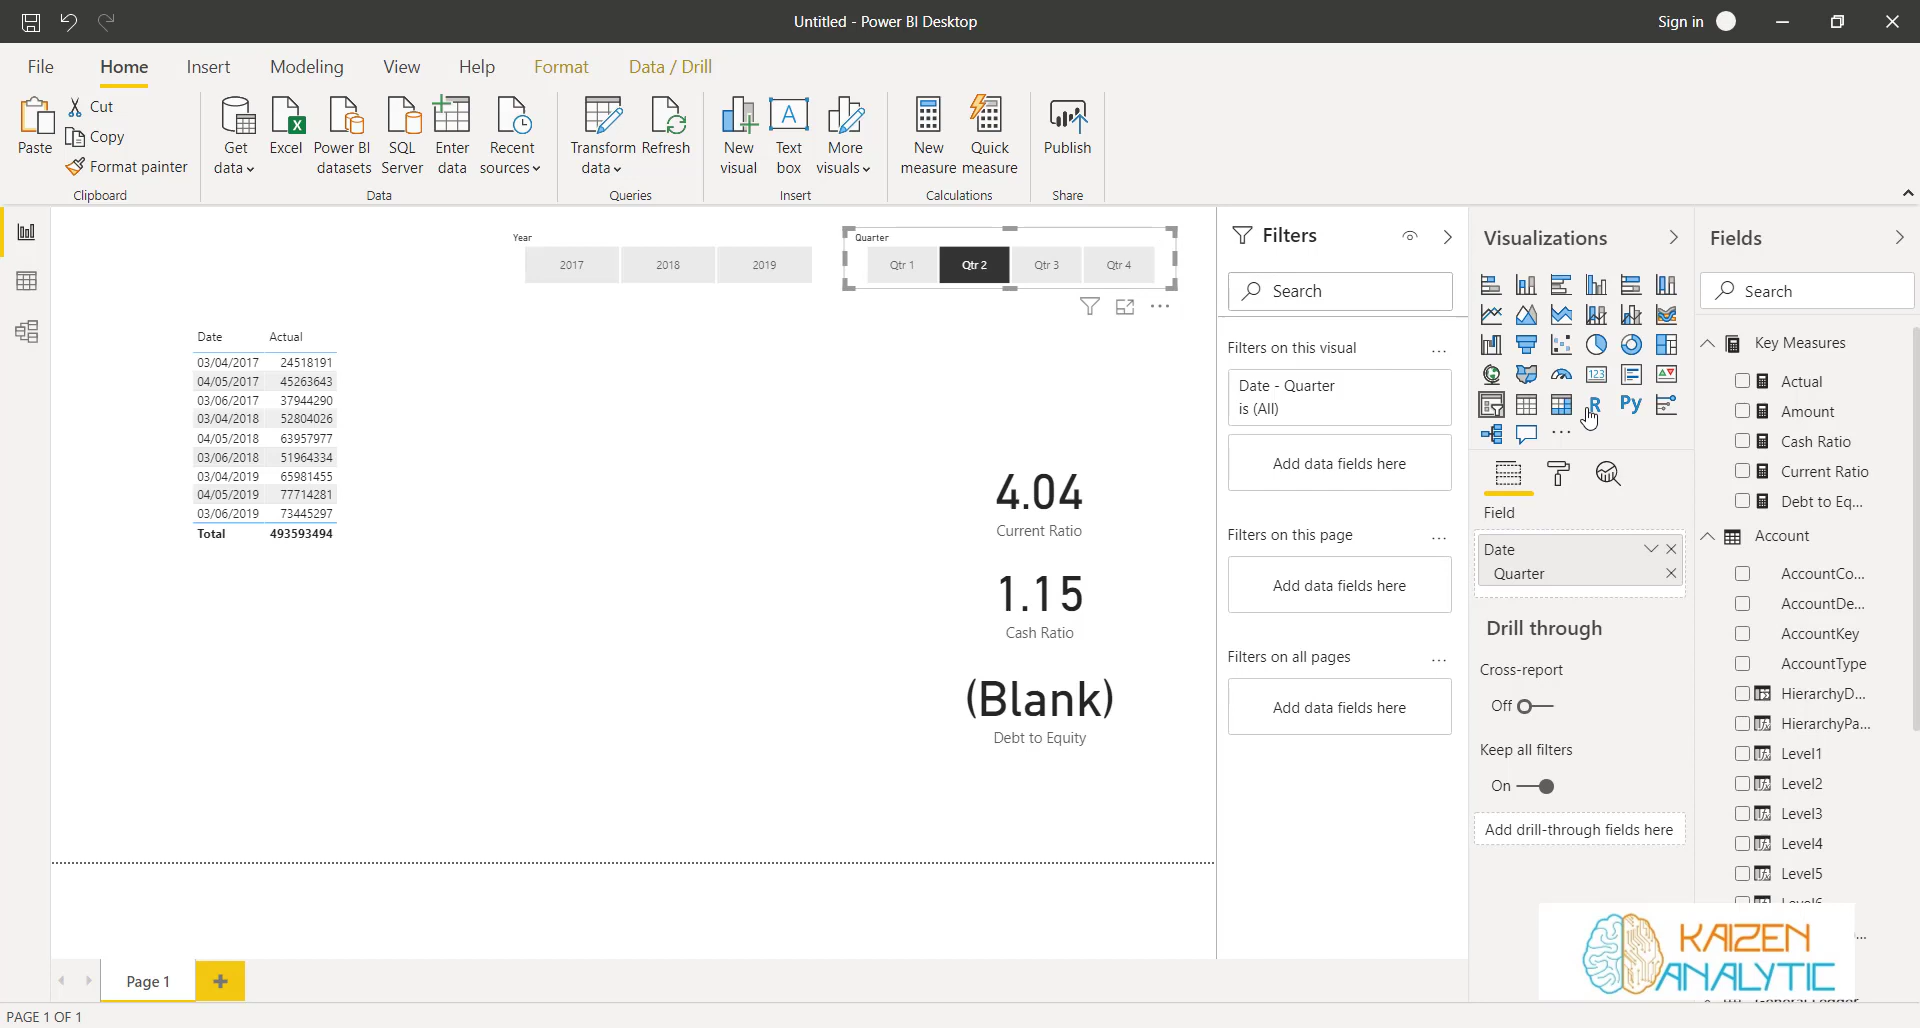 Untitled - Power BI Desktop
Sign in
File
Home
Insert
Modeling
View
Help
Format
Data / Drill
Paste
Cut
Copy
Format painter
Clipboard
Get
data
Excel
Power BI
datasets
SQL
Server
Enter
data
Recent
sources
Data
Transform
data
Refresh
Queries
New
visual
Text
box
More
visuals
Insert
New
measure
Quick
measure
Calculations
Publish
Share
Year
2017
2018
2019
Quarter
Qtr 1
Qtr 2
Qtr 3
Qtr 4
Date Actual
03/04/2017 24518191
04/05/2017 45263643
03/06/2017 37944290
03/04/2018 52804026
04/05/2018 63957977
03/06/2018 51964334
03/04/2019 65981455
04/05/2019 77714281
03/06/2019 73445297
Total 493593494
4.04
Current Ratio
1.15
Cash Ratio
(Blank)
Debt to Equity
Filters
Search
Filters on this visual
...
Date - Quarter
is (All)
Add data fields here
Filters on this page
...
Add data fields here
Filters on all pages
...
Add data fields here
Visualizations
123
R
Py
...
Field
Date
Quarter
Drill through
Cross-report
Off
Keep all filters
On
Add drill-through fields here
Fields
Search
Key Measures
Actual
Amount
Cash Ratio
Current Ratio
Debt to Eq...
Account
AccountCo...
AccountDe...
AccountKey
AccountType
HierarchyD...
HierarchyPa...
Level1
Level2
Level3
Level4
Level5
KAIZEN
ANALYTIC
Page 1
PAGE 1 OF 1